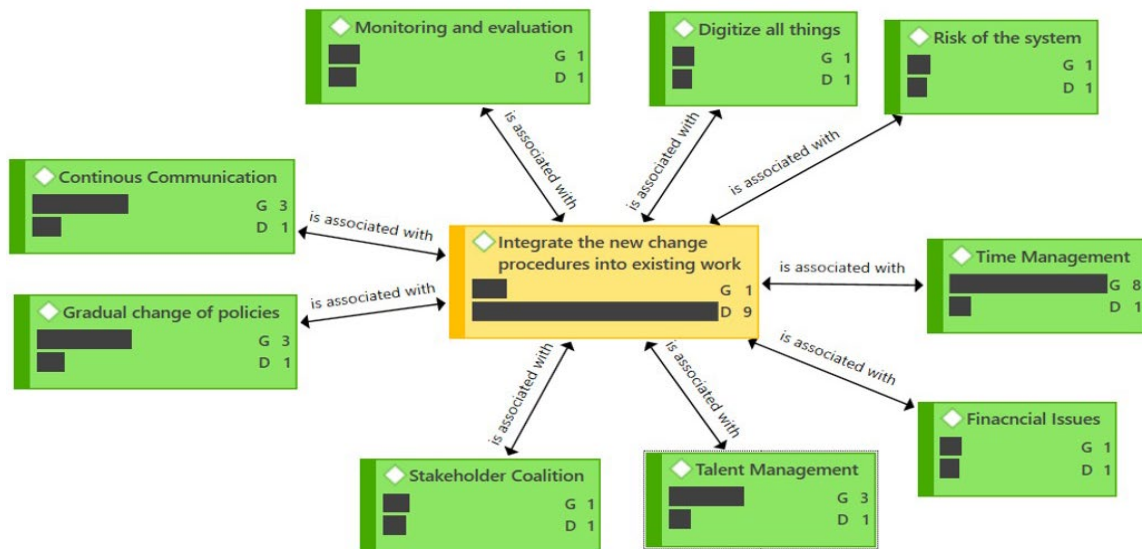 Monitoring and evaluation
G 1
D 1
Digitize all things
G 1
D 1
Risk of the system
G 1
D 1
is associated with
is associated with
is associated with
Continous Communication
G 3
D 1
is associated with
Integrate the new change
procedures into existing work
G 1
D 9
is associated with
Time Management
G 8
D 1
Gradual change of policies
G 3
D 1
is associated with
is associated with
is associated with
is associated with
Stakeholder Coalition
G 1
D 1
Talent Management
G 3
D 1
Finacncial Issues
G 1
D 1